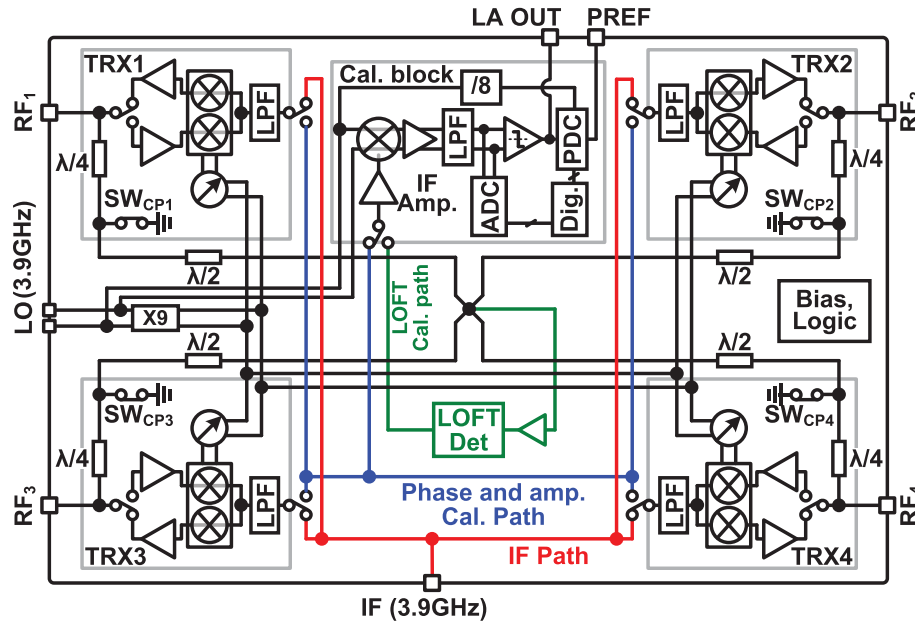 LA OUT PREF
TRX1
Cal. block
/8
TRX2
RF1
LPF
LPF
PDC
LPF
RF2
λ/4
IF
Amp.
ADC
Dig.
λ/4
SWCP1
SWCP2
λ/2
λ/2
LO (3.9GHz)
X9
LOFT
Cal. path
Bias,
Logic
λ/2
λ/2
SWCP3
SWCP4
LOFT
Det
λ/4
λ/4
LPF
LPF
RF3
Phase and amp.
Cal. Path
RF4
TRX3
IF Path
TRX4
IF (3.9GHz)